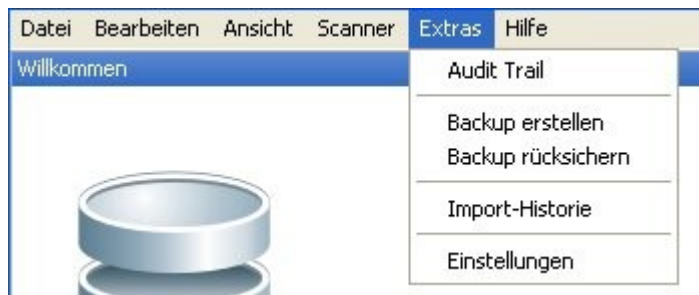 Datei Bearbeiten Ansicht Scanner Extras Hilfe
Willkommen
Audit Trail
Backup erstellen
Backup rücksichern
Import-Historie
Einstellungen